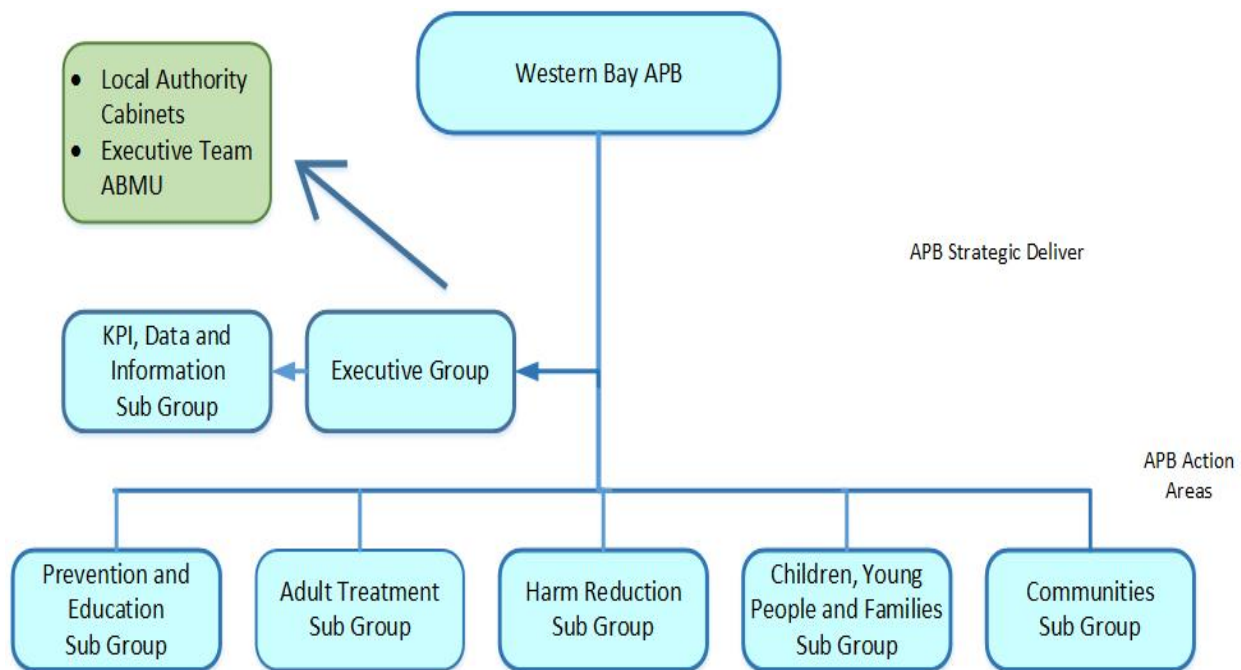 • Local Authority
Cabinets
• Executive Team
ABMU
Western Bay APB
APB Strategic Deliver
KPI, Data and
Information
Sub Group
Executive Group
APB Action
Areas
Prevention and
Education
Sub Group
Adult Treatment
Sub Group
Harm Reduction
Sub Group
Children, Young
People and Families
Sub Group
Communities
Sub Group